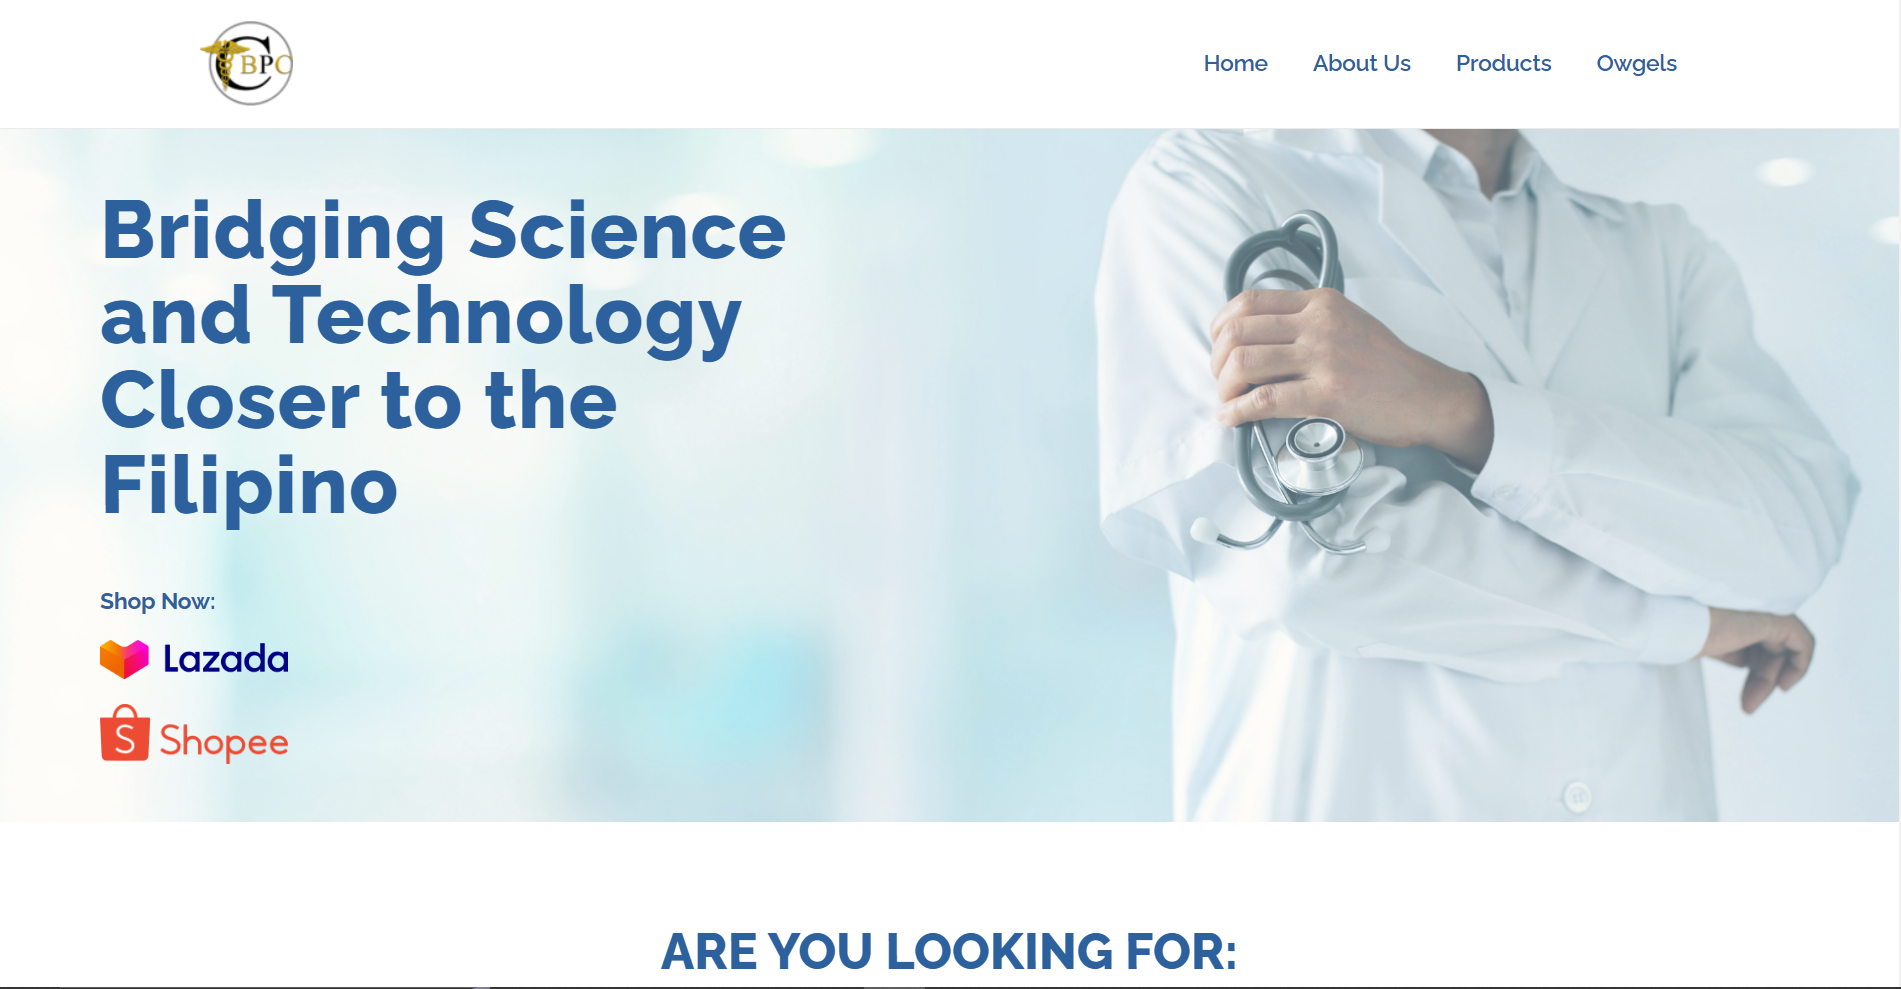 CBPC
Home
About Us
Products
Owgels
Bridging Science
and Technology
Closer to the
Filipino
Shop Now:
Lazada
S Shopee
ARE YOU LOOKING FOR: